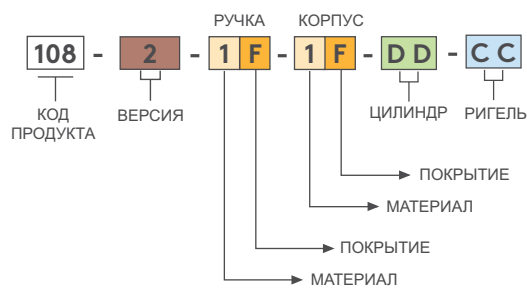 РУЧКА КОРПУС
108 - 2 - 1 F - 1 F - D D - C C
КОД ПРОДУКТА
ВЕРСИЯ
ЦИЛИНДР
РИГЕЛЬ
ПОКРЫТИЕ
МАТЕРИАЛ
ПОКРЫТИЕ
МАТЕРИАЛ